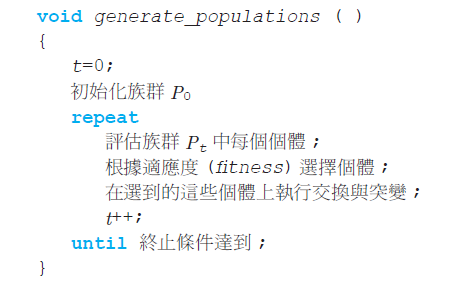 void generate_populations ( )
{
t=0;
初始化族群 P0
repeat
評估族群 Pt 中每個個體；
根據適應度 (fitness) 選擇個體；
在選到的這些個體上執行交換與突變；
t++;
until 終止條件達到；
}